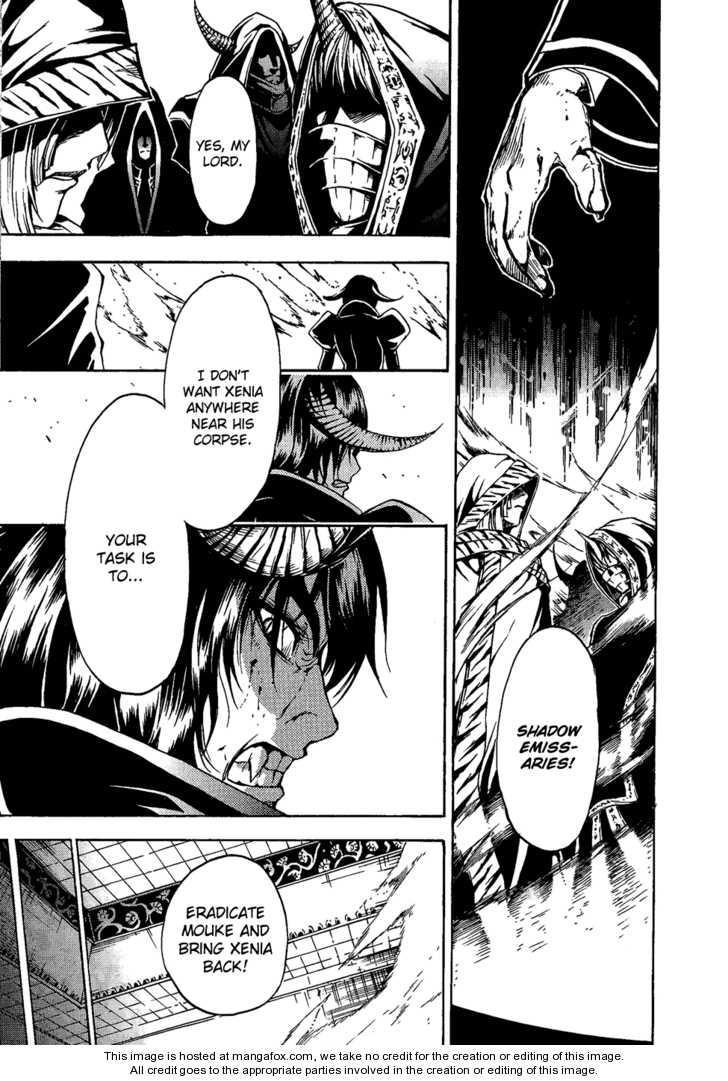 SHADOW
EMISS-
ARIES!
YES, MY
LORD.
I DON'T
WANT XENIA
ANYWHERE
NEAR HIS
CORPSE.
YOUR
TASK IS
TO...
ERADICATE
MOUKE AND
BRING XENIA
BACK!
This image is hosted at mangafox.com, we take no credit for the creation or editing of this image.
All credit goes to the appropriate parties involved in the creation or editing of this image.